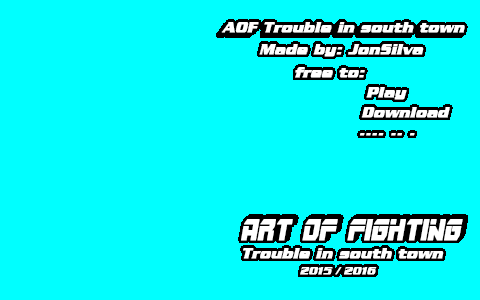 AOF Trouble in south town
Made by: JonSilva
free to:
Play
Download
.... .. .
ART OF FIGHTING
Trouble in south town
2015 / 2016